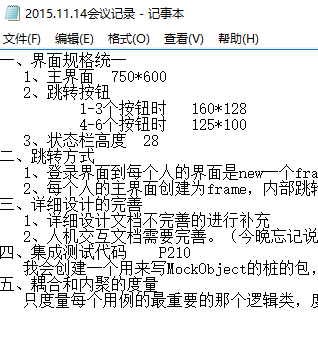 2015.11.14会议记录 - 记事本
文件(F) 编辑(E) 格式(O) 查看(V) 帮助(H)
一、界面规格统一
1、主界面 750*600
2、跳转按钮
1-3个按钮时 160*128
4-6个按钮时 125*100
3、状态栏高度 28
二、跳转方式
1、登录界面到每个人的界面是new一个fra
2、每个人的主界面创建为frame，内部跳转
三、详细设计的完善
1、详细设计文档不完善的进行补充
2、人机交互文档需要完善。（今晚忘记说
四、集成测试代码 P210
我会创建一个用来写MockObject的桩的包，
五、耦合和内聚的度量
只度量每个用例的最重要的那个逻辑类，度